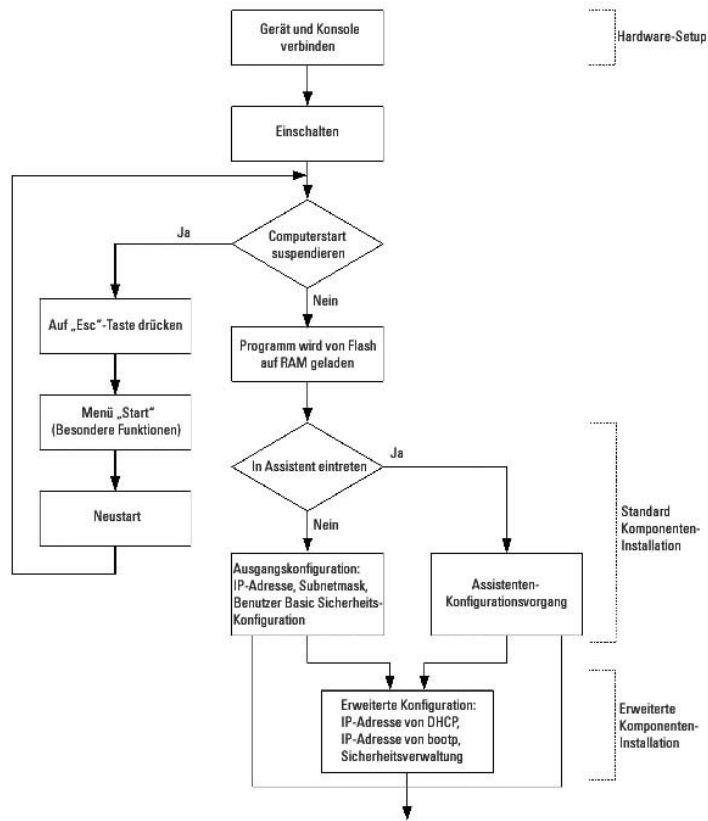 Gerät und Konsole
verbinden
Hardware-Setup
Einschalten
Computerstart
suspendieren
Ja
Nein
Auf „Esc“-Taste drücken
Menü „Start“
(Besondere Funktionen)
Neustart
Programm wird von Flash
auf RAM geladen
In Assistent eintreten
Ja
Nein
Ausgangskonfiguration:
IP-Adresse, Subnetmask,
Benutzer Basic Sicherheits-
Konfiguration
Assistenten-
Konfigurationsvorgang
Standard
Komponenten-
Installation
Erweiterte Konfiguration:
IP-Adresse von DHCP,
IP-Adresse von bootp,
Sicherheitsverwaltung
Erweiterte
Komponenten-
Installation